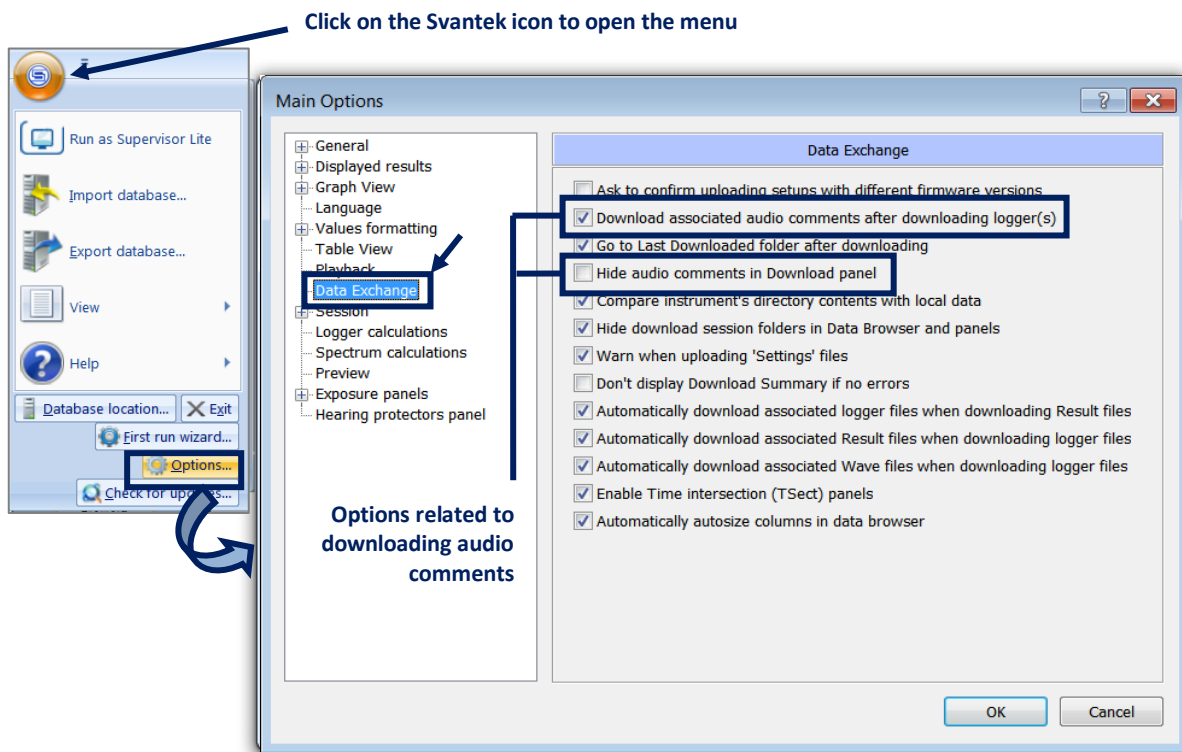 Click on the Svantek icon to open the menu
Run as Supervisor Lite
Import database...
Export database...
View
Help
Database location...
Exit
First run wizard...
Options...
Check for updates...
Main Options
General
Displayed results
Graph View
Language
Values formatting
Table View
Playback
Data Exchange
Session
Logger calculations
Spectrum calculations
Preview
Exposure panels
Hearing protectors panel
Data Exchange
Ask to confirm uploading setups with different firmware versions
Download associated audio comments after downloading logger(s)
Go to Last Downloaded folder after downloading
Hide audio comments in Download panel
Compare instrument's directory contents with local data
Hide download session folders in Data Browser and panels
Warn when uploading 'Settings' files
Don't display Download Summary if no errors
Automatically download associated logger files when downloading Result files
Automatically download associated Result files when downloading logger files
Automatically download associated Wave files when downloading logger files
Enable Time intersection (TSect) panels
Automatically autosize columns in data browser
Options related to
downloading audio
comments
OK
Cancel